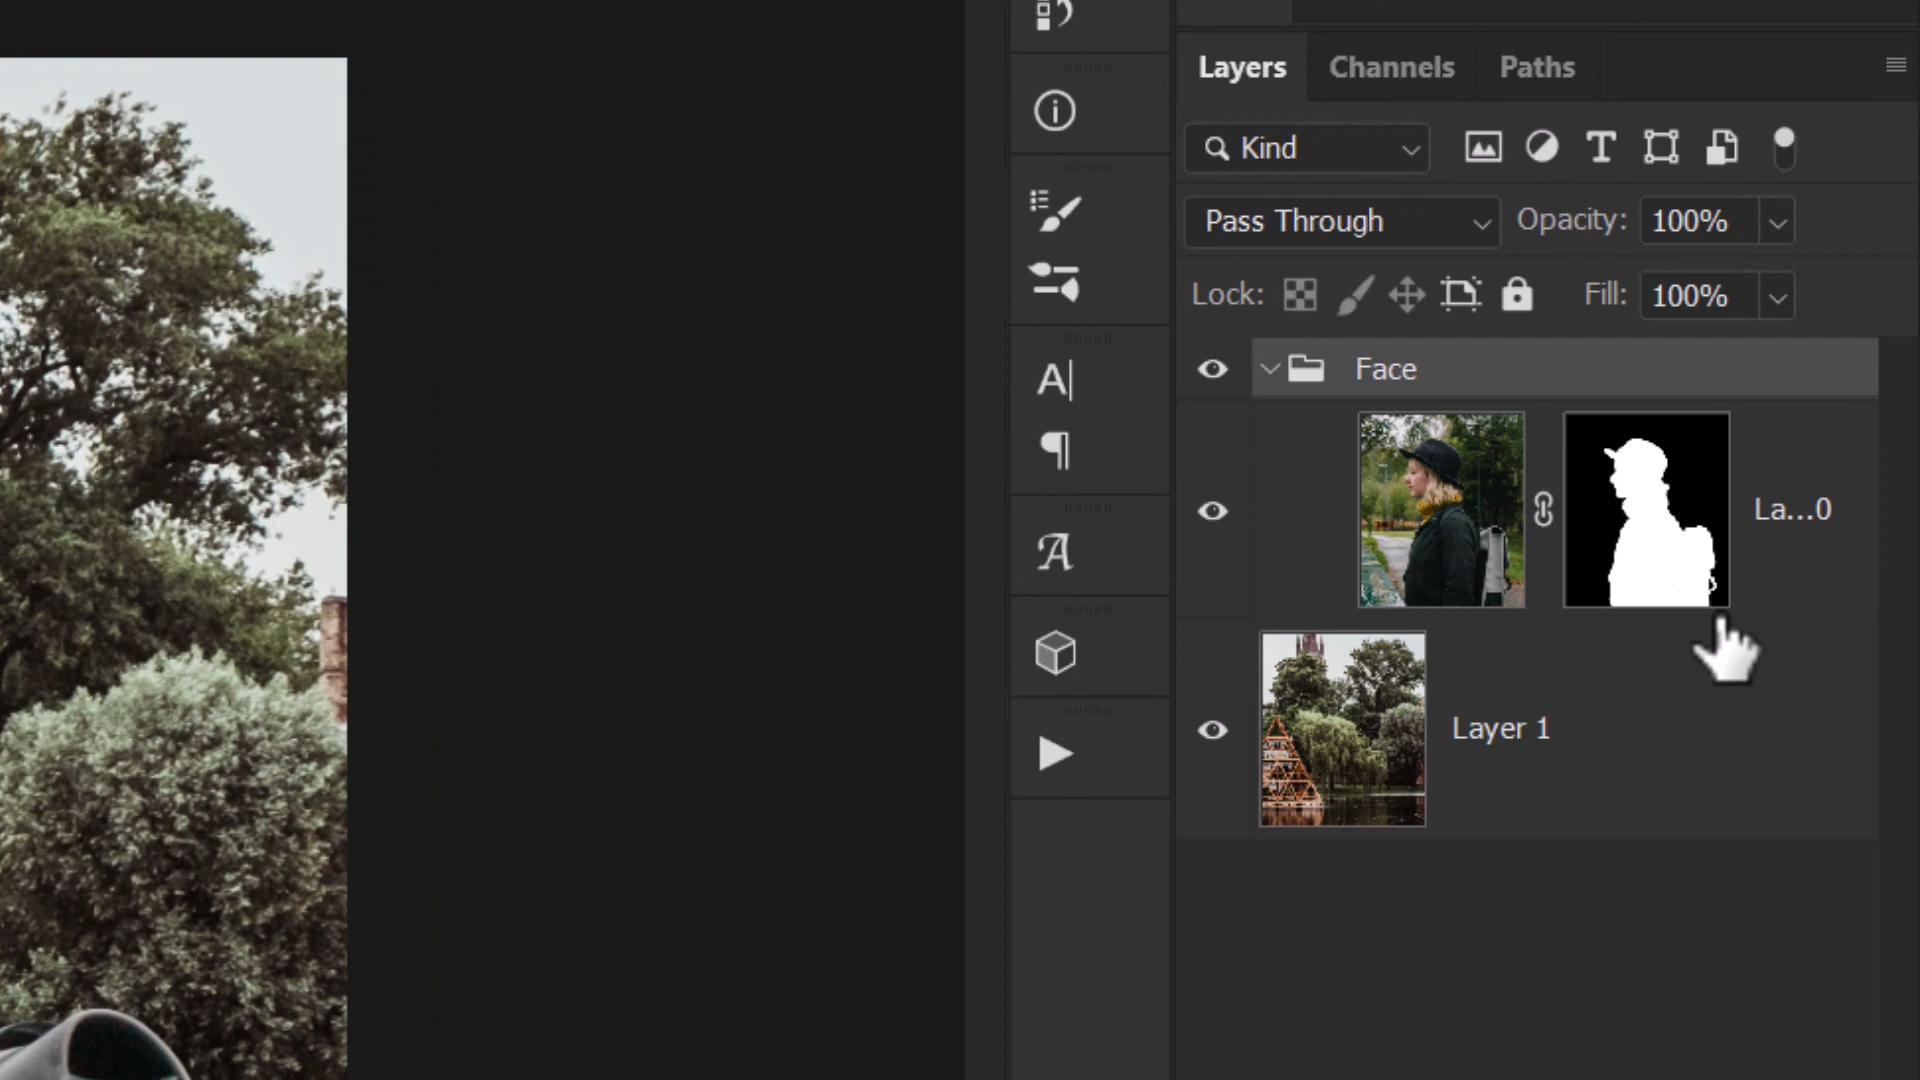 Layers Channels Paths
Kind
Pass Through Opacity: 100%
Lock: Fill: 100%
Face
La...0
Layer 1